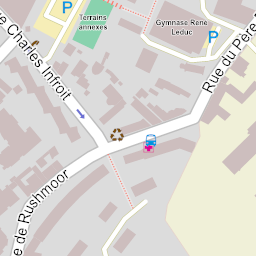 P
Terrains
annexes
Gymnase René
Leduc
P
Charles Infroit
Rue du Père
de Rushmoor